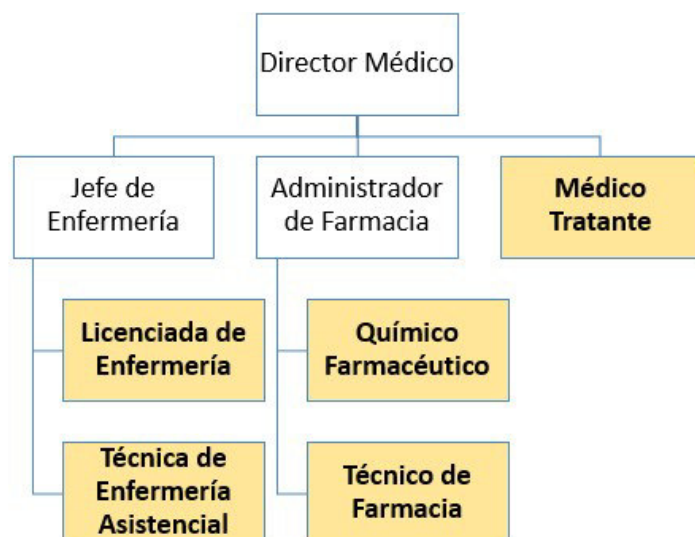 Director Médico
Jefe de
Enfermería
Administrador
de Farmacia
Médico
Tratante
Licenciada de
Enfermería
Químico
Farmacéutico
Técnica de
Enfermería
Asistencial
Técnico de
Farmacia